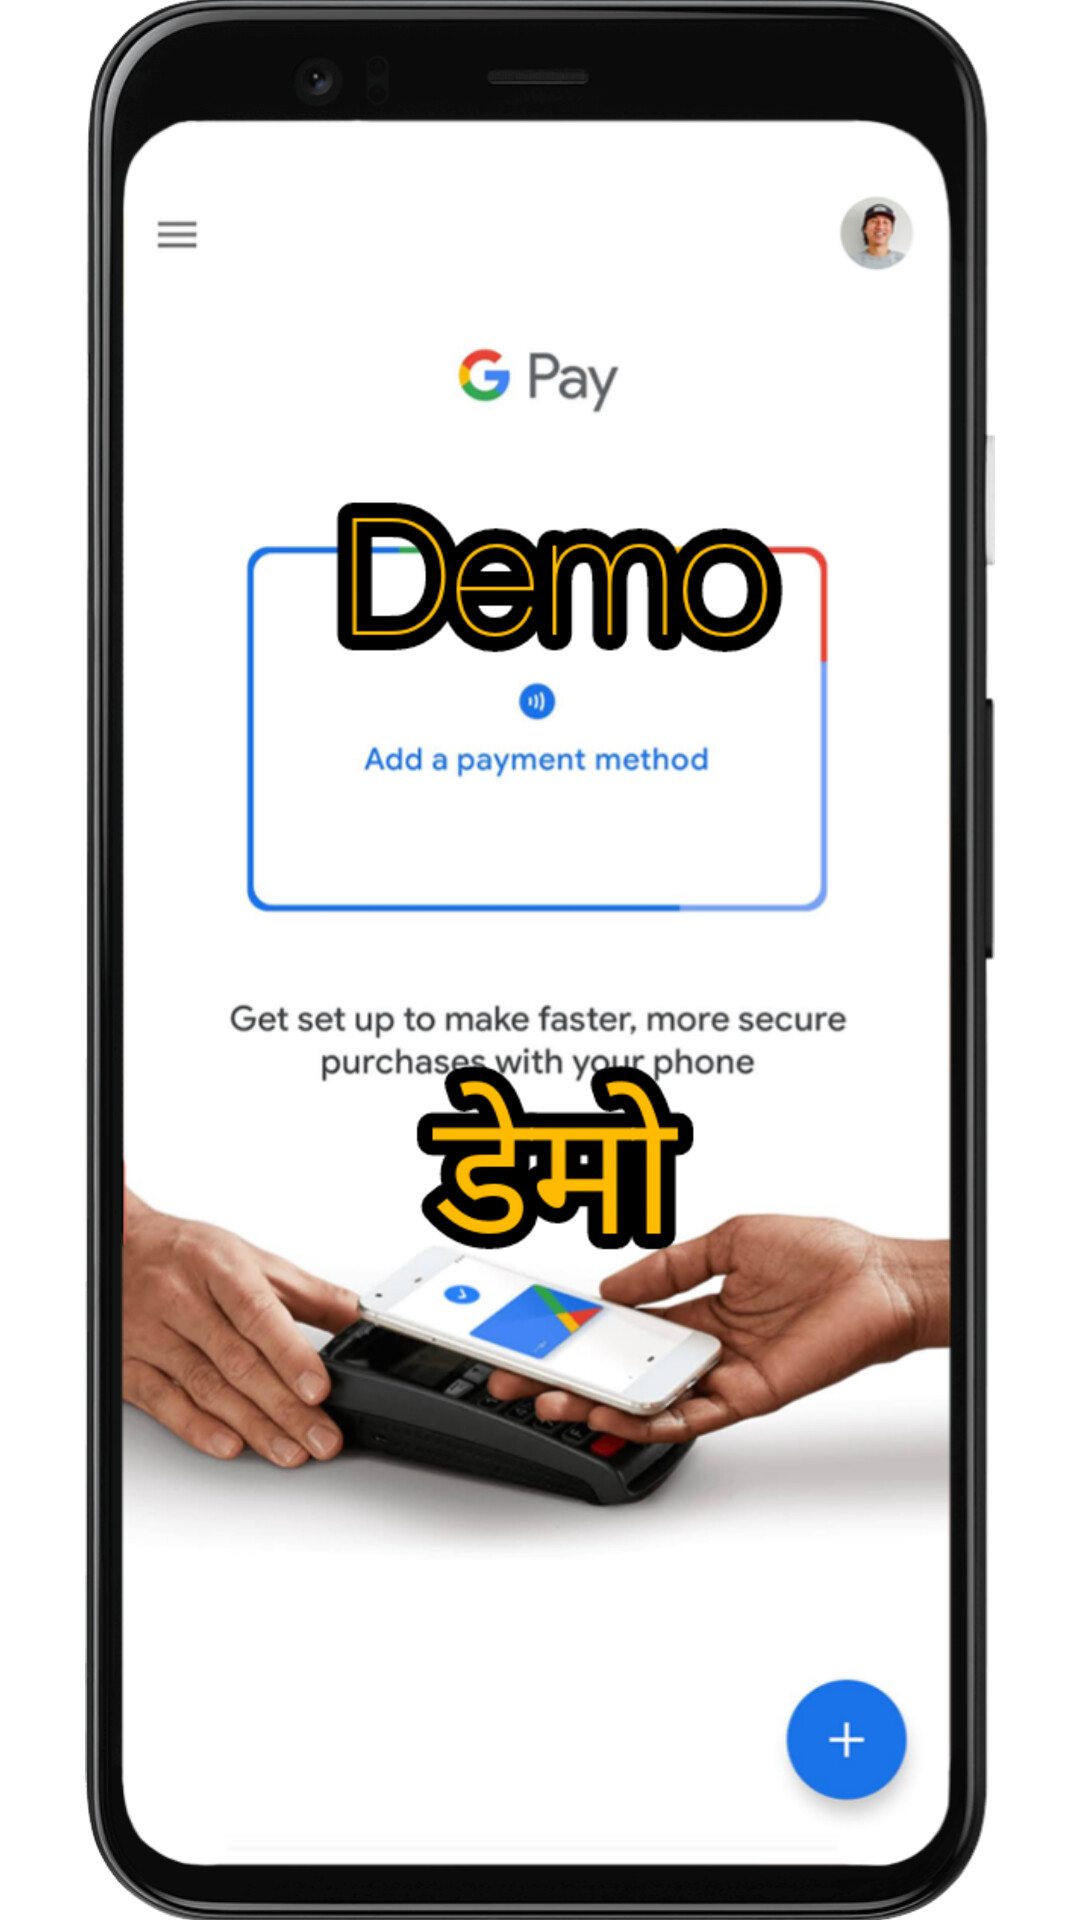 G Pay
Demo
Add a payment method
Get set up to make faster, more secure
purchases with your phone
डेमो